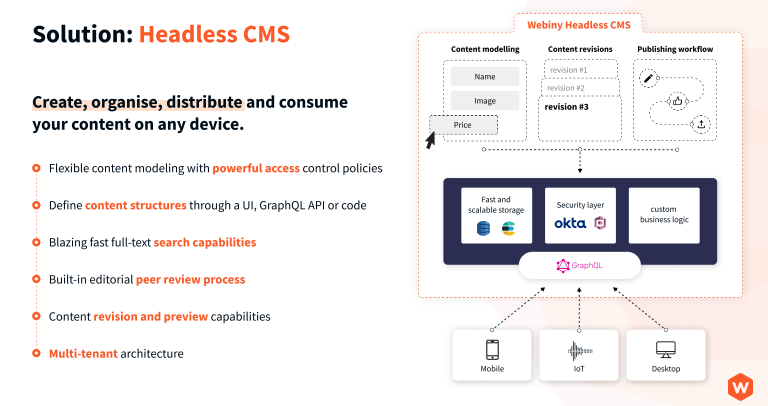 Solution: Headless CMS
Create, organise, distribute and consume
your content on any device.
Flexible content modeling with powerful access control policies
Define content structures through a UI, GraphQL API or code
Blazing fast full-text search capabilities
Built-in editorial peer review process
Content revision and preview capabilities
Multi-tenant architecture
Webiny Headless CMS
Content modelling
Name
Image
Price
Content revisions
revision #1
revision #2
revision #3
Publishing workflow
Fast and
scalable storage
Security layer
okta
custom
business logic
GraphQL
Mobile
IoT
Desktop
W